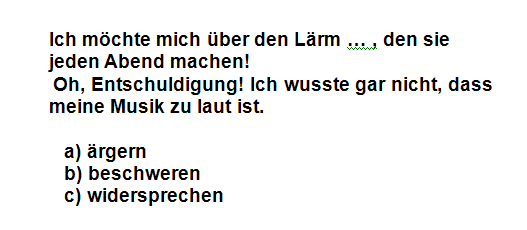 Ich möchte mich über den Lärm ... , den sie
jeden Abend machen!
Oh, Entschuldigung! Ich wusste gar nicht, dass
meine Musik zu laut ist.
a) ärgern
b) beschweren
c) widersprechen